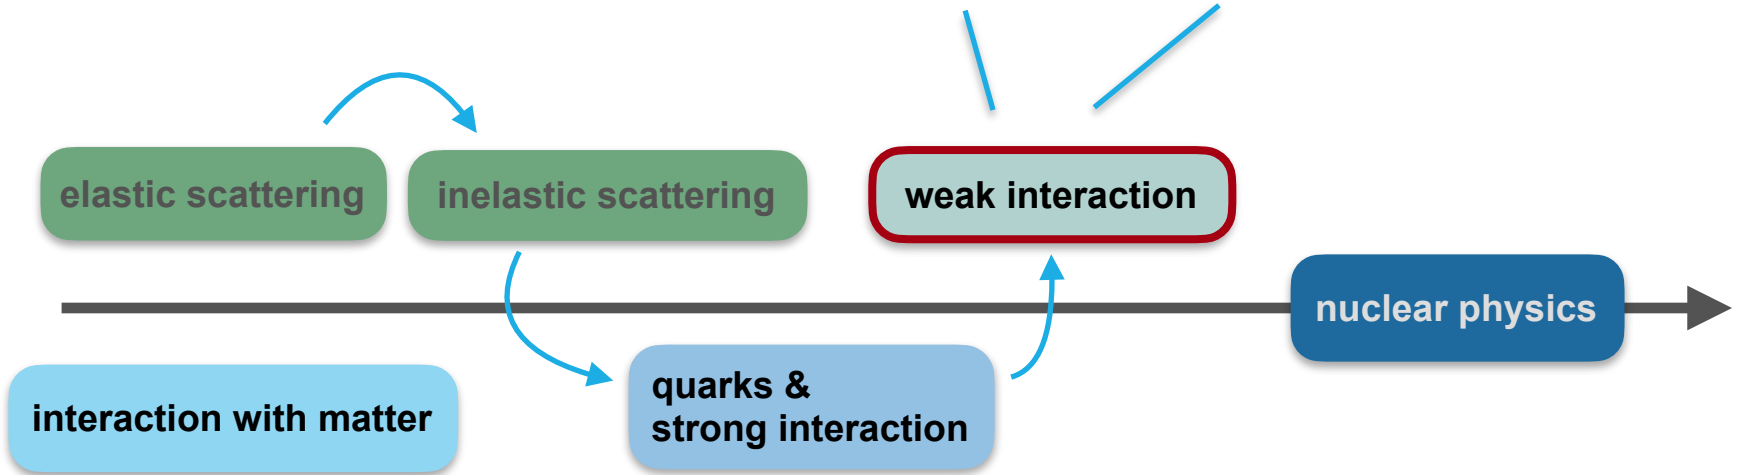 elastic scattering
inelastic scattering
weak interaction
nuclear physics
interaction with matter
quarks &
strong interaction